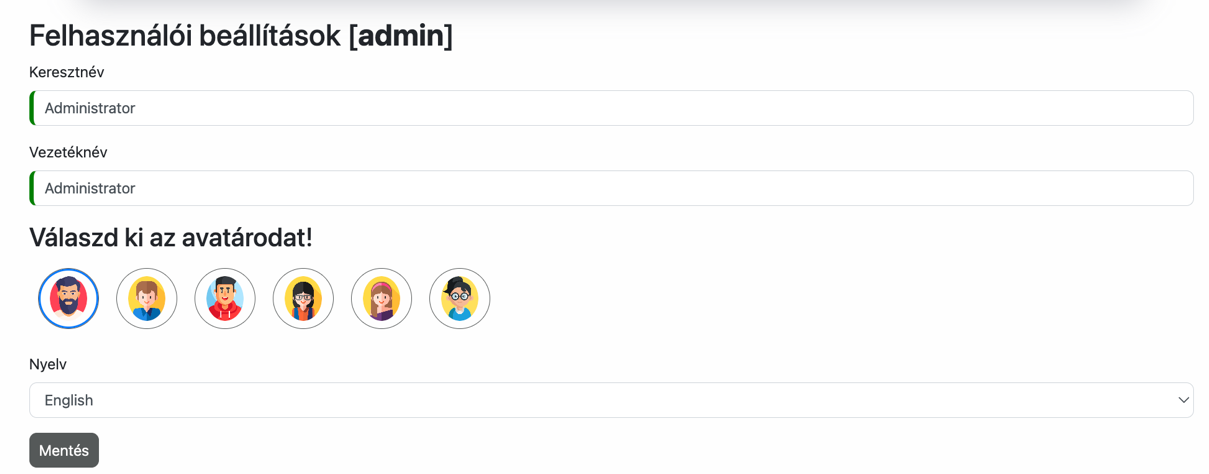 Felhasználói beállítások [admin]
Keresztnév
Administrator
Vezetéknév
Administrator
Válaszd ki az avatárodat!
Nyelv
English
Mentés